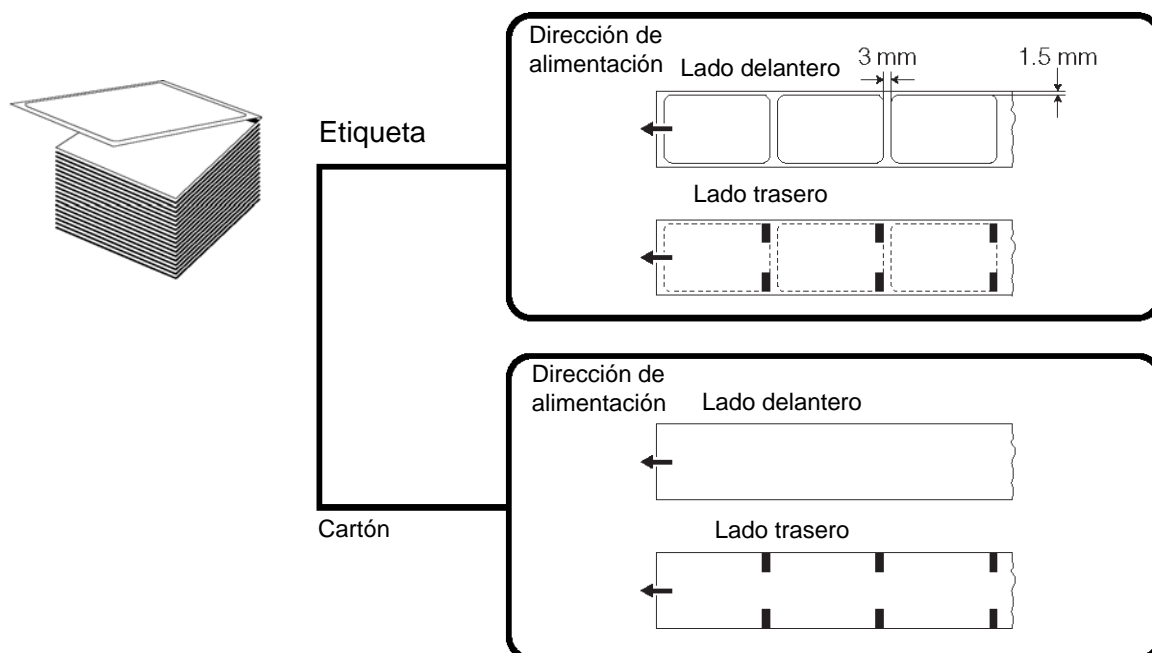 Dirección de
alimentación
Lado delantero
3 mm
1.5 mm
Etiqueta
Lado trasero
Dirección de
alimentación
Lado delantero
Cartón
Lado trasero